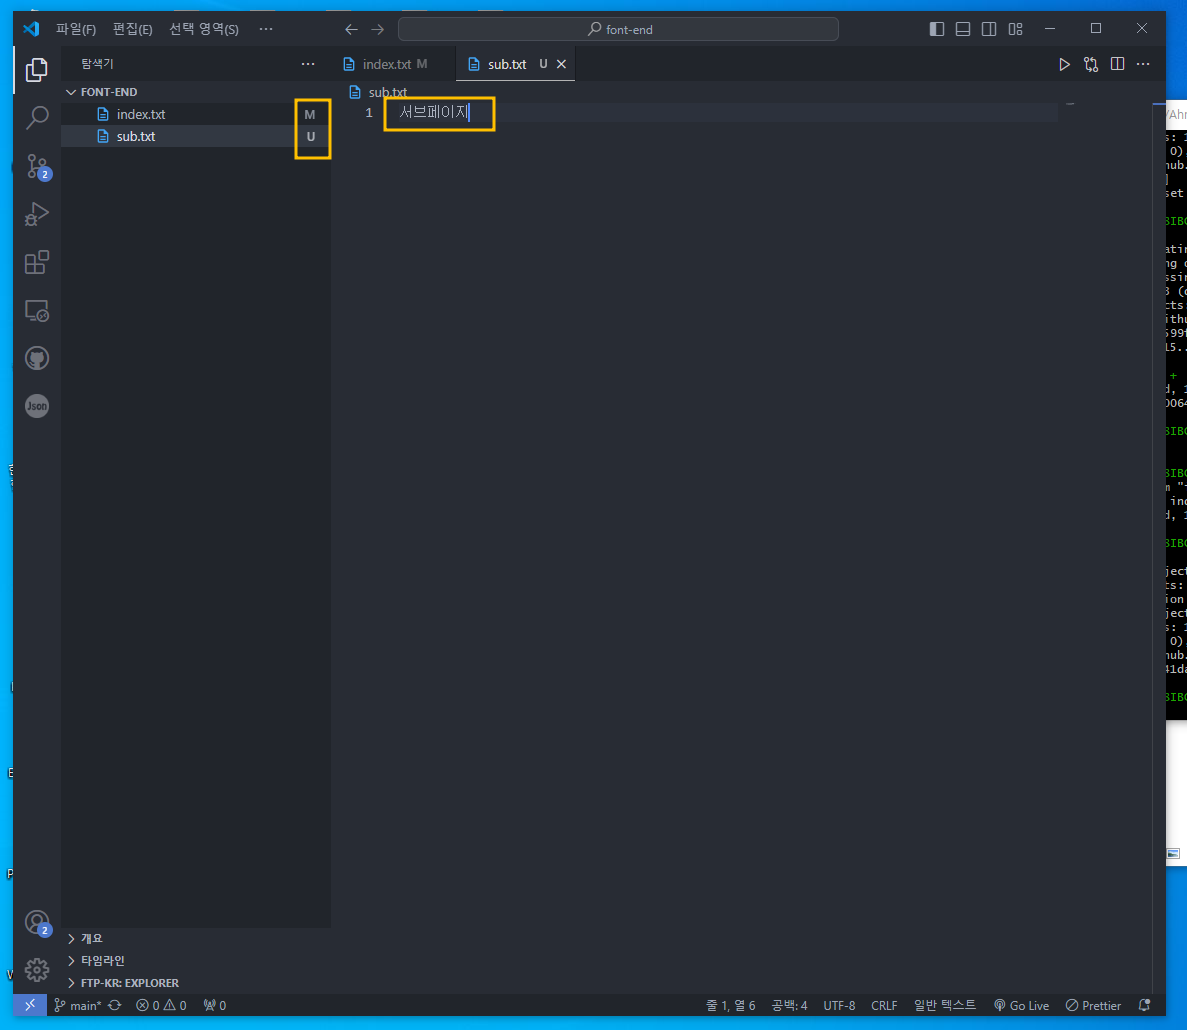 파일(F) 편집(E) 선택 영역(S) ··· font-end
탐색기 ··· index.txt M sub.txt U
FONT-END
sub.txt
index.txt M
1 서브페이지
sub.txt U
2
Json
2
개요
타임라인
FTP-KR: EXPLORER
main* 0 0 0 줄 1, 열 6 공백: 4 UTF-8 CRLF 일반 텍스트 Go Live Prettier